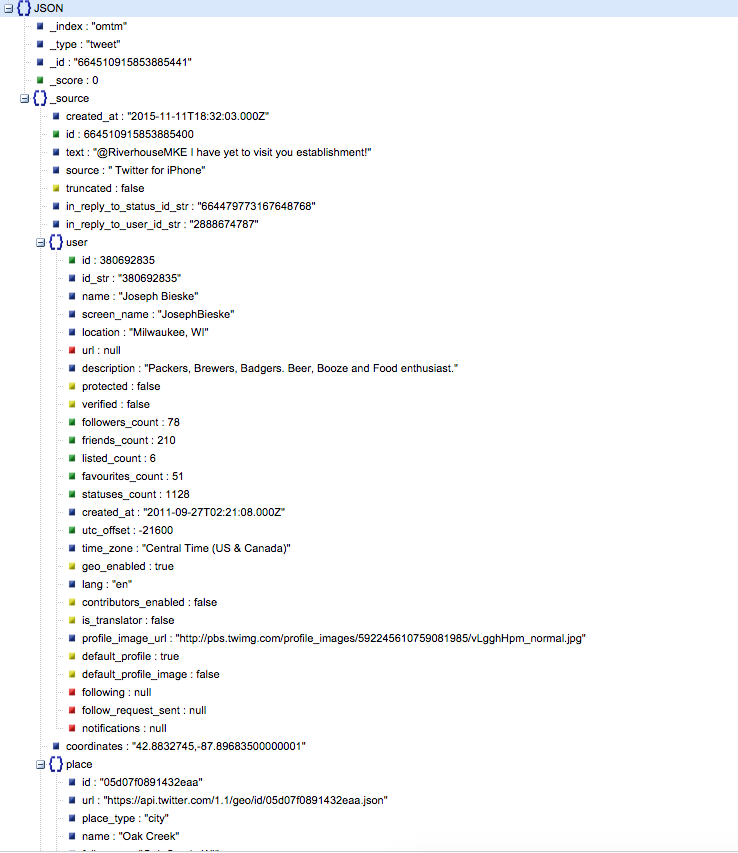 JSON
_index : "omtm"
_type : "tweet"
_id : "664510915853885441"
_score : 0
_source
created_at : "2015-11-11T18:32:03.000Z"
id : 664510915853885400
text : "@RiverhouseMKE I have yet to visit you establishment!"
source : " Twitter for iPhone"
truncated : false
in_reply_to_status_id_str : "664479773167648768"
in_reply_to_user_id_str : "2888674787"
user
id : 380692835
id_str : "380692835"
name : "Joseph Bieske"
screen_name : "JosephBieske"
location : "Milwaukee, WI"
url : null
description : "Packers, Brewers, Badgers. Beer, Booze and Food enthusiast."
protected : false
verified : false
followers_count : 78
friends_count : 210
listed_count : 6
favourites_count : 51
statuses_count : 1128
created_at : "2011-09-27T02:21:08.000Z"
utc_offset : -21600
time_zone : "Central Time (US & Canada)"
geo_enabled : true
lang : "en"
contributors_enabled : false
is_translator : false
profile_image_url : "http://pbs.twimg.com/profile_images/592245610759081985/vLgghHpm_normal.jpg"
default_profile : true
default_profile_image : false
following : null
follow_request_sent : null
notifications : null
coordinates : "42.8832745,-87.89683500000001"
place
id : "05d07f0891432eaa"
url : "https://api.twitter.com/1.1/geo/id/05d07f0891432eaa.json"
place_type : "city"
name : "Oak Creek"